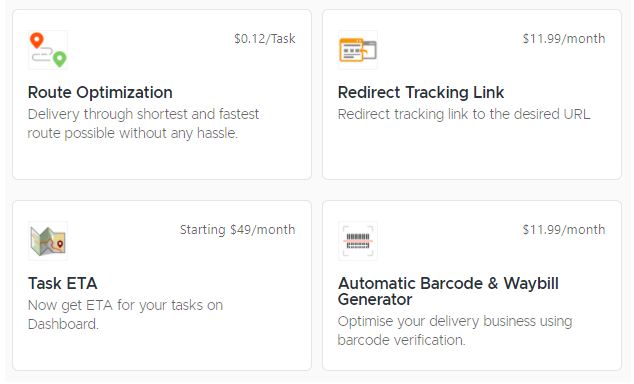 $0.12/Task
Route Optimization
Delivery through shortest and fastest
route possible without any hassle.
$11.99/month
Redirect Tracking Link
Redirect tracking link to the desired URL
Starting $49/month
Task ETA
Now get ETA for your tasks on
Dashboard.
$11.99/month
Automatic Barcode & Waybill
Generator
Optimise your delivery business using
barcode verification.